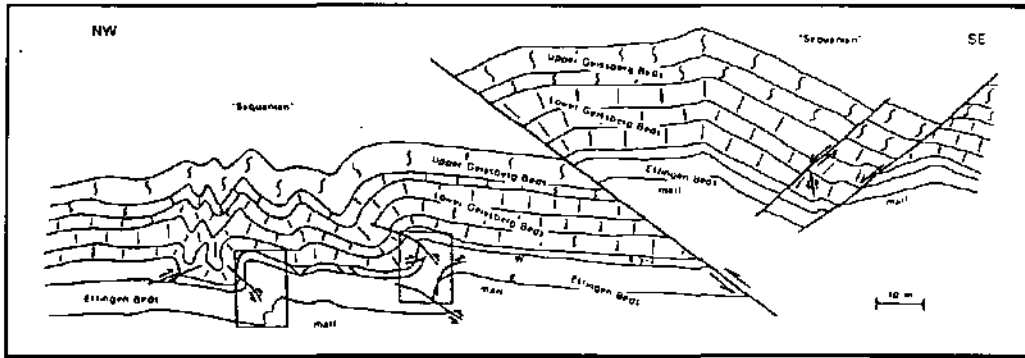 NW
"Sequanian"
SE
Upper Geissberg Beds
"Sequanian"
Lower Geissberg Beds
Upper Geissberg Beds
Effingen Beds
marl
marl
Lower Geissberg Beds
Effingen Beds
marl
Effingen Beds
marl
10 m